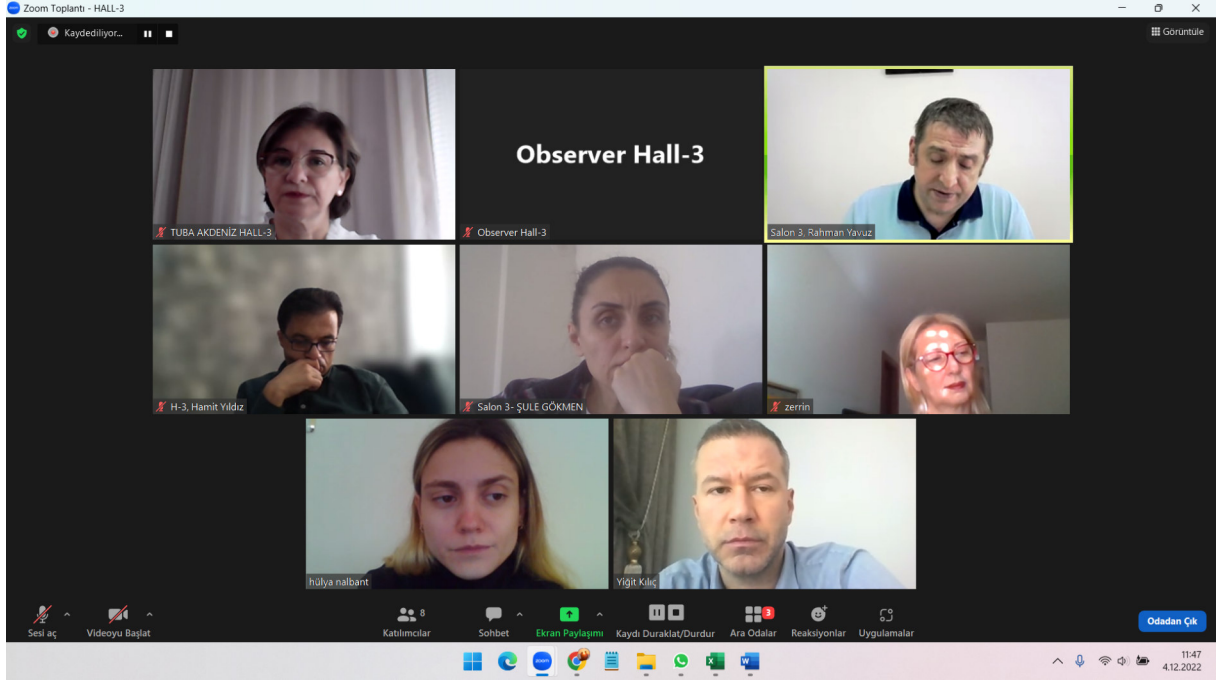 Zoom Toplantı - HALL-3
Kaydediliyor...
Görüntüle
Observer Hall-3
TUBA AKDENİZ HALL-3
Observer Hall-3
Salon 3, Rahman Yavuz
H-3, Hamit Yıldız
Salon 3- ŞULE GÖKMEN
zerrin
hülya nalbant
Yiğit Kılıç
Sesi aç
Videoyu Başlat
8
Katılımcılar
Sohbet
Ekran Paylaşımı
Kaydı Duraklat/Durdur
3
Ara Odalar
Reaksiyonlar
Uygulamalar
Odadan Çık
zoom
11:47
4.12.2022